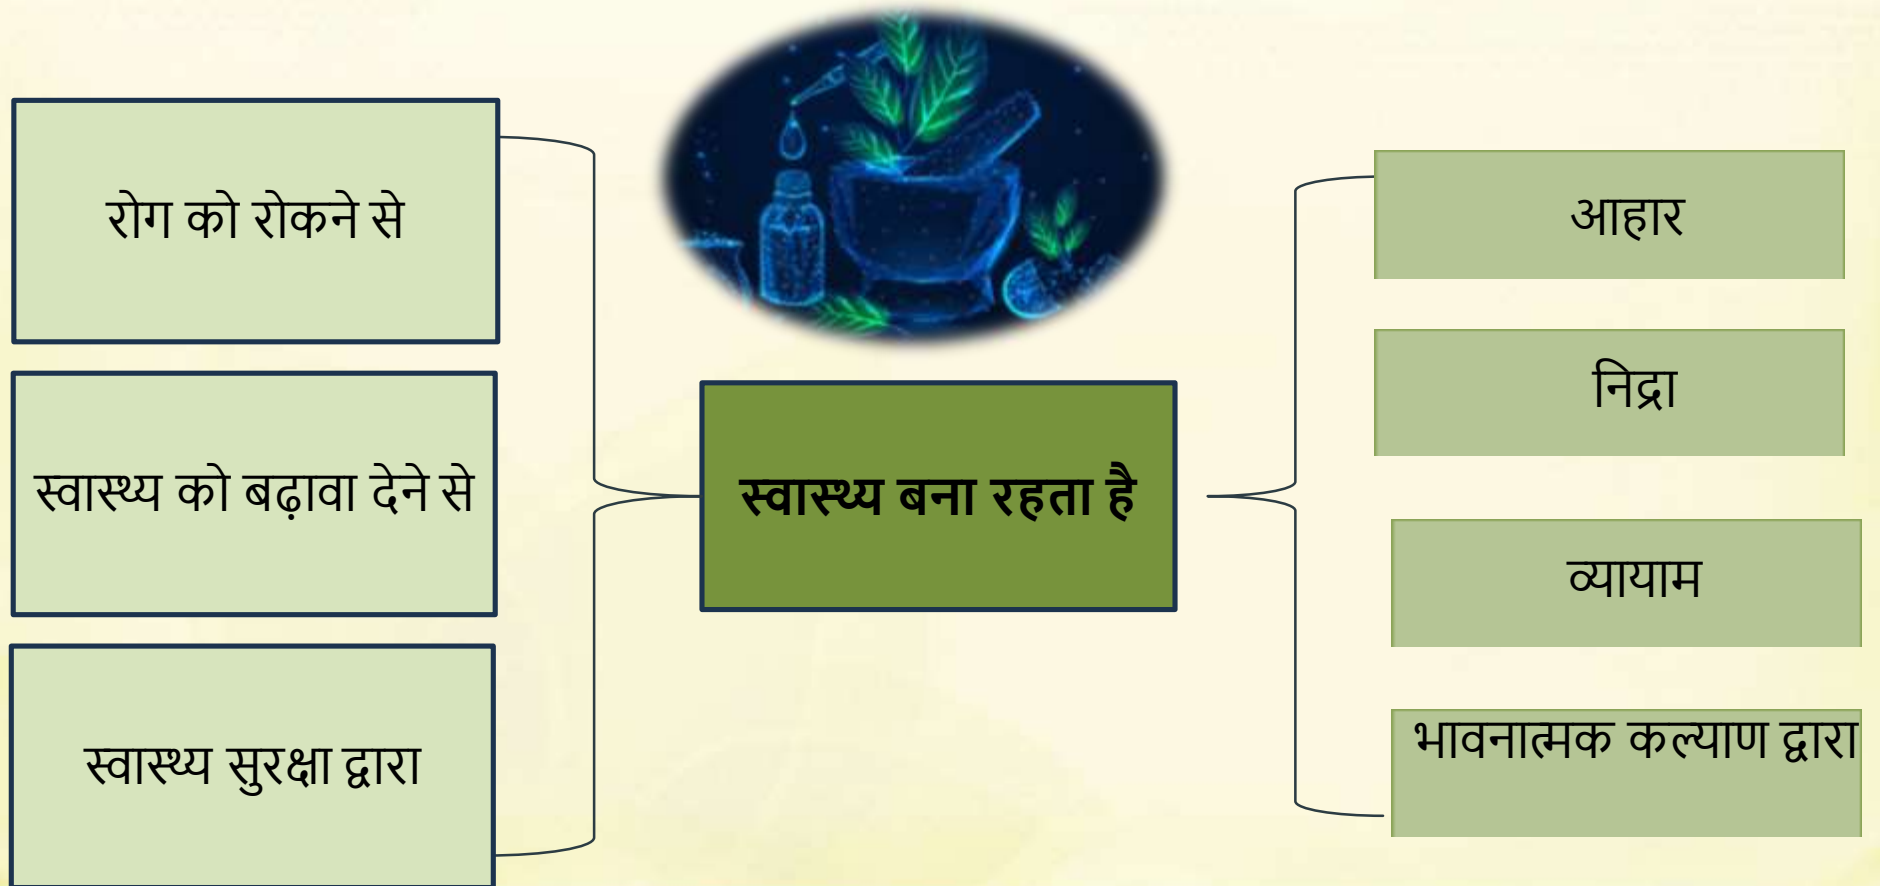 रोग को रोकने से
स्वास्थ्य को बढ़ावा देने से
स्वास्थ्य सुरक्षा द्वारा
स्वास्थ्य बना रहता है
आहार
निद्रा
व्यायाम
भावनात्मक कल्याण द्वारा